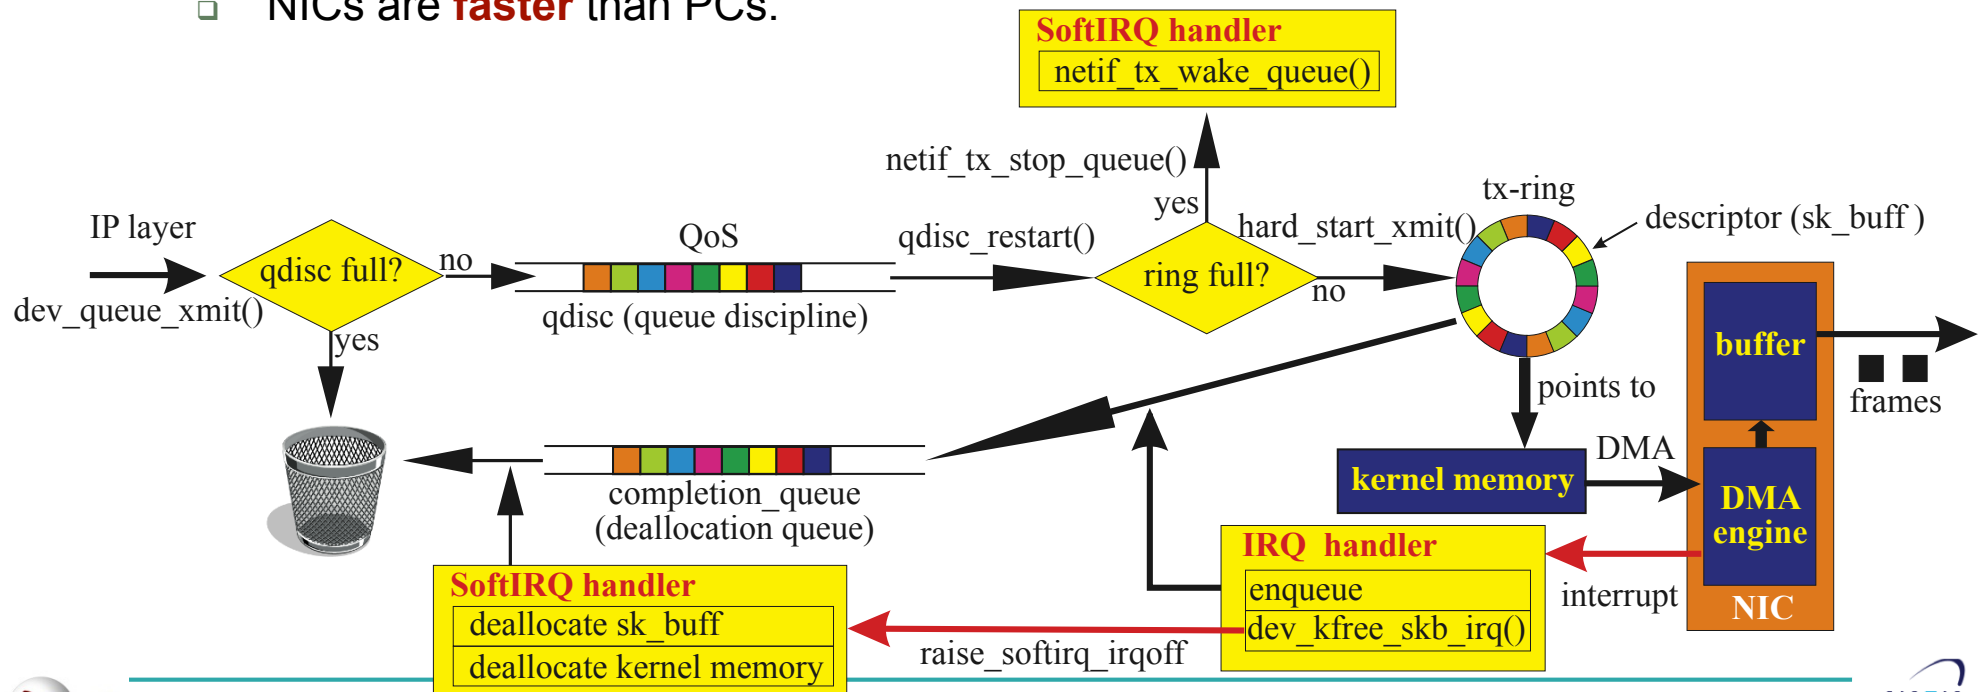 NICs are faster than PCs.
SoftIRQ handler
netif_tx_wake_queue()
netif_tx_stop_queue()
yes
IP layer
dev_queue_xmit()
qdisc full?
no
yes
QoS
qdisc (queue discipline)
qdisc_restart()
ring full?
hard_start_xmit()
no
tx-ring
descriptor (sk_buff )
points to
kernel memory
DMA
buffer
DMA
engine
NIC
frames
interrupt
IRQ handler
enqueue
dev_kfree_skb_irq()
raise_softirq_irqoff
completion_queue
(deallocation queue)
SoftIRQ handler
deallocate sk_buff
deallocate kernel memory